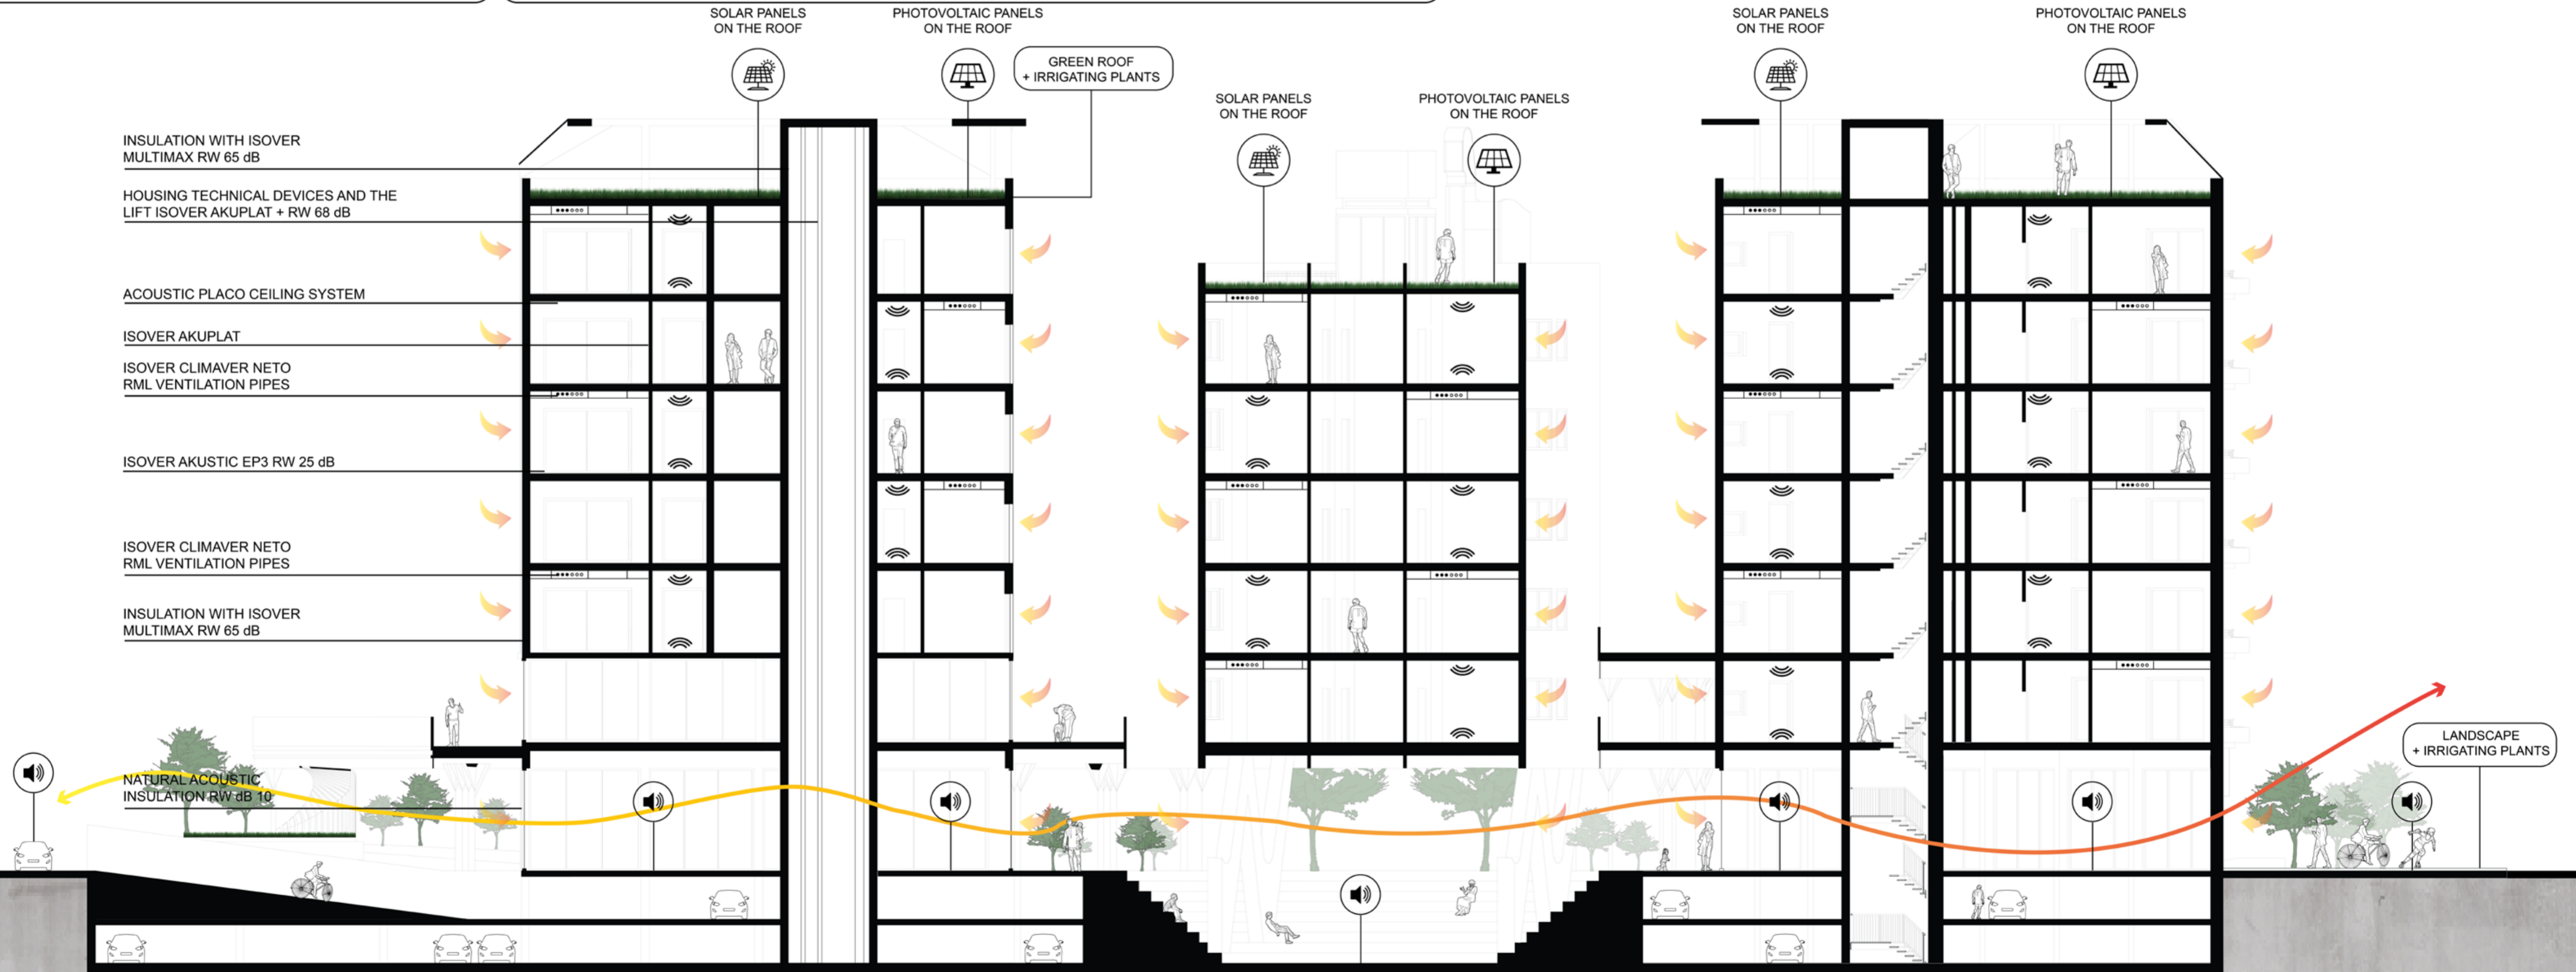 SOLAR PANELS
ON THE ROOF
PHOTOVOLTAIC PANELS
ON THE ROOF
GREEN ROOF
+ IRRIGATING PLANTS
SOLAR PANELS
ON THE ROOF
PHOTOVOLTAIC PANELS
ON THE ROOF
SOLAR PANELS
ON THE ROOF
PHOTOVOLTAIC PANELS
ON THE ROOF
INSULATION WITH ISOVER
MULTIMAX RW 65 dB
HOUSING TECHNICAL DEVICES AND THE
LIFT ISOVER AKUPLAT + RW 68 dB
ACOUSTIC PLACO CEILING SYSTEM
ISOVER AKUPLAT
ISOVER CLIMAVER NETO
RML VENTILATION PIPES
ISOVER AKUSTIC EP3 RW 25 dB
ISOVER CLIMAVER NETO
RML VENTILATION PIPES
INSULATION WITH ISOVER
MULTIMAX RW 65 dB
NATURAL ACOUSTIC
INSULATION RW dB 10
LANDSCAPE
+ IRRIGATING PLANTS